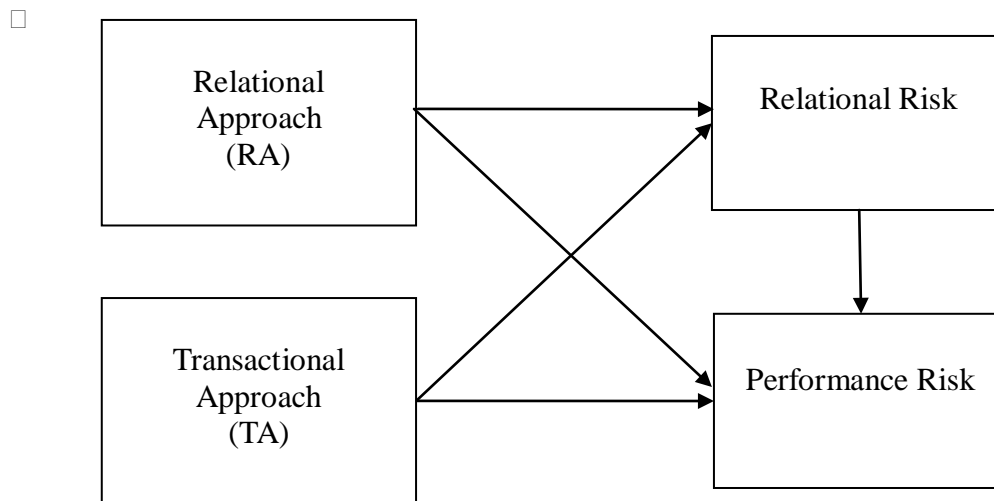 Relational
Approach
(RA)
Relational Risk
Transactional
Approach
(TA)
Performance Risk